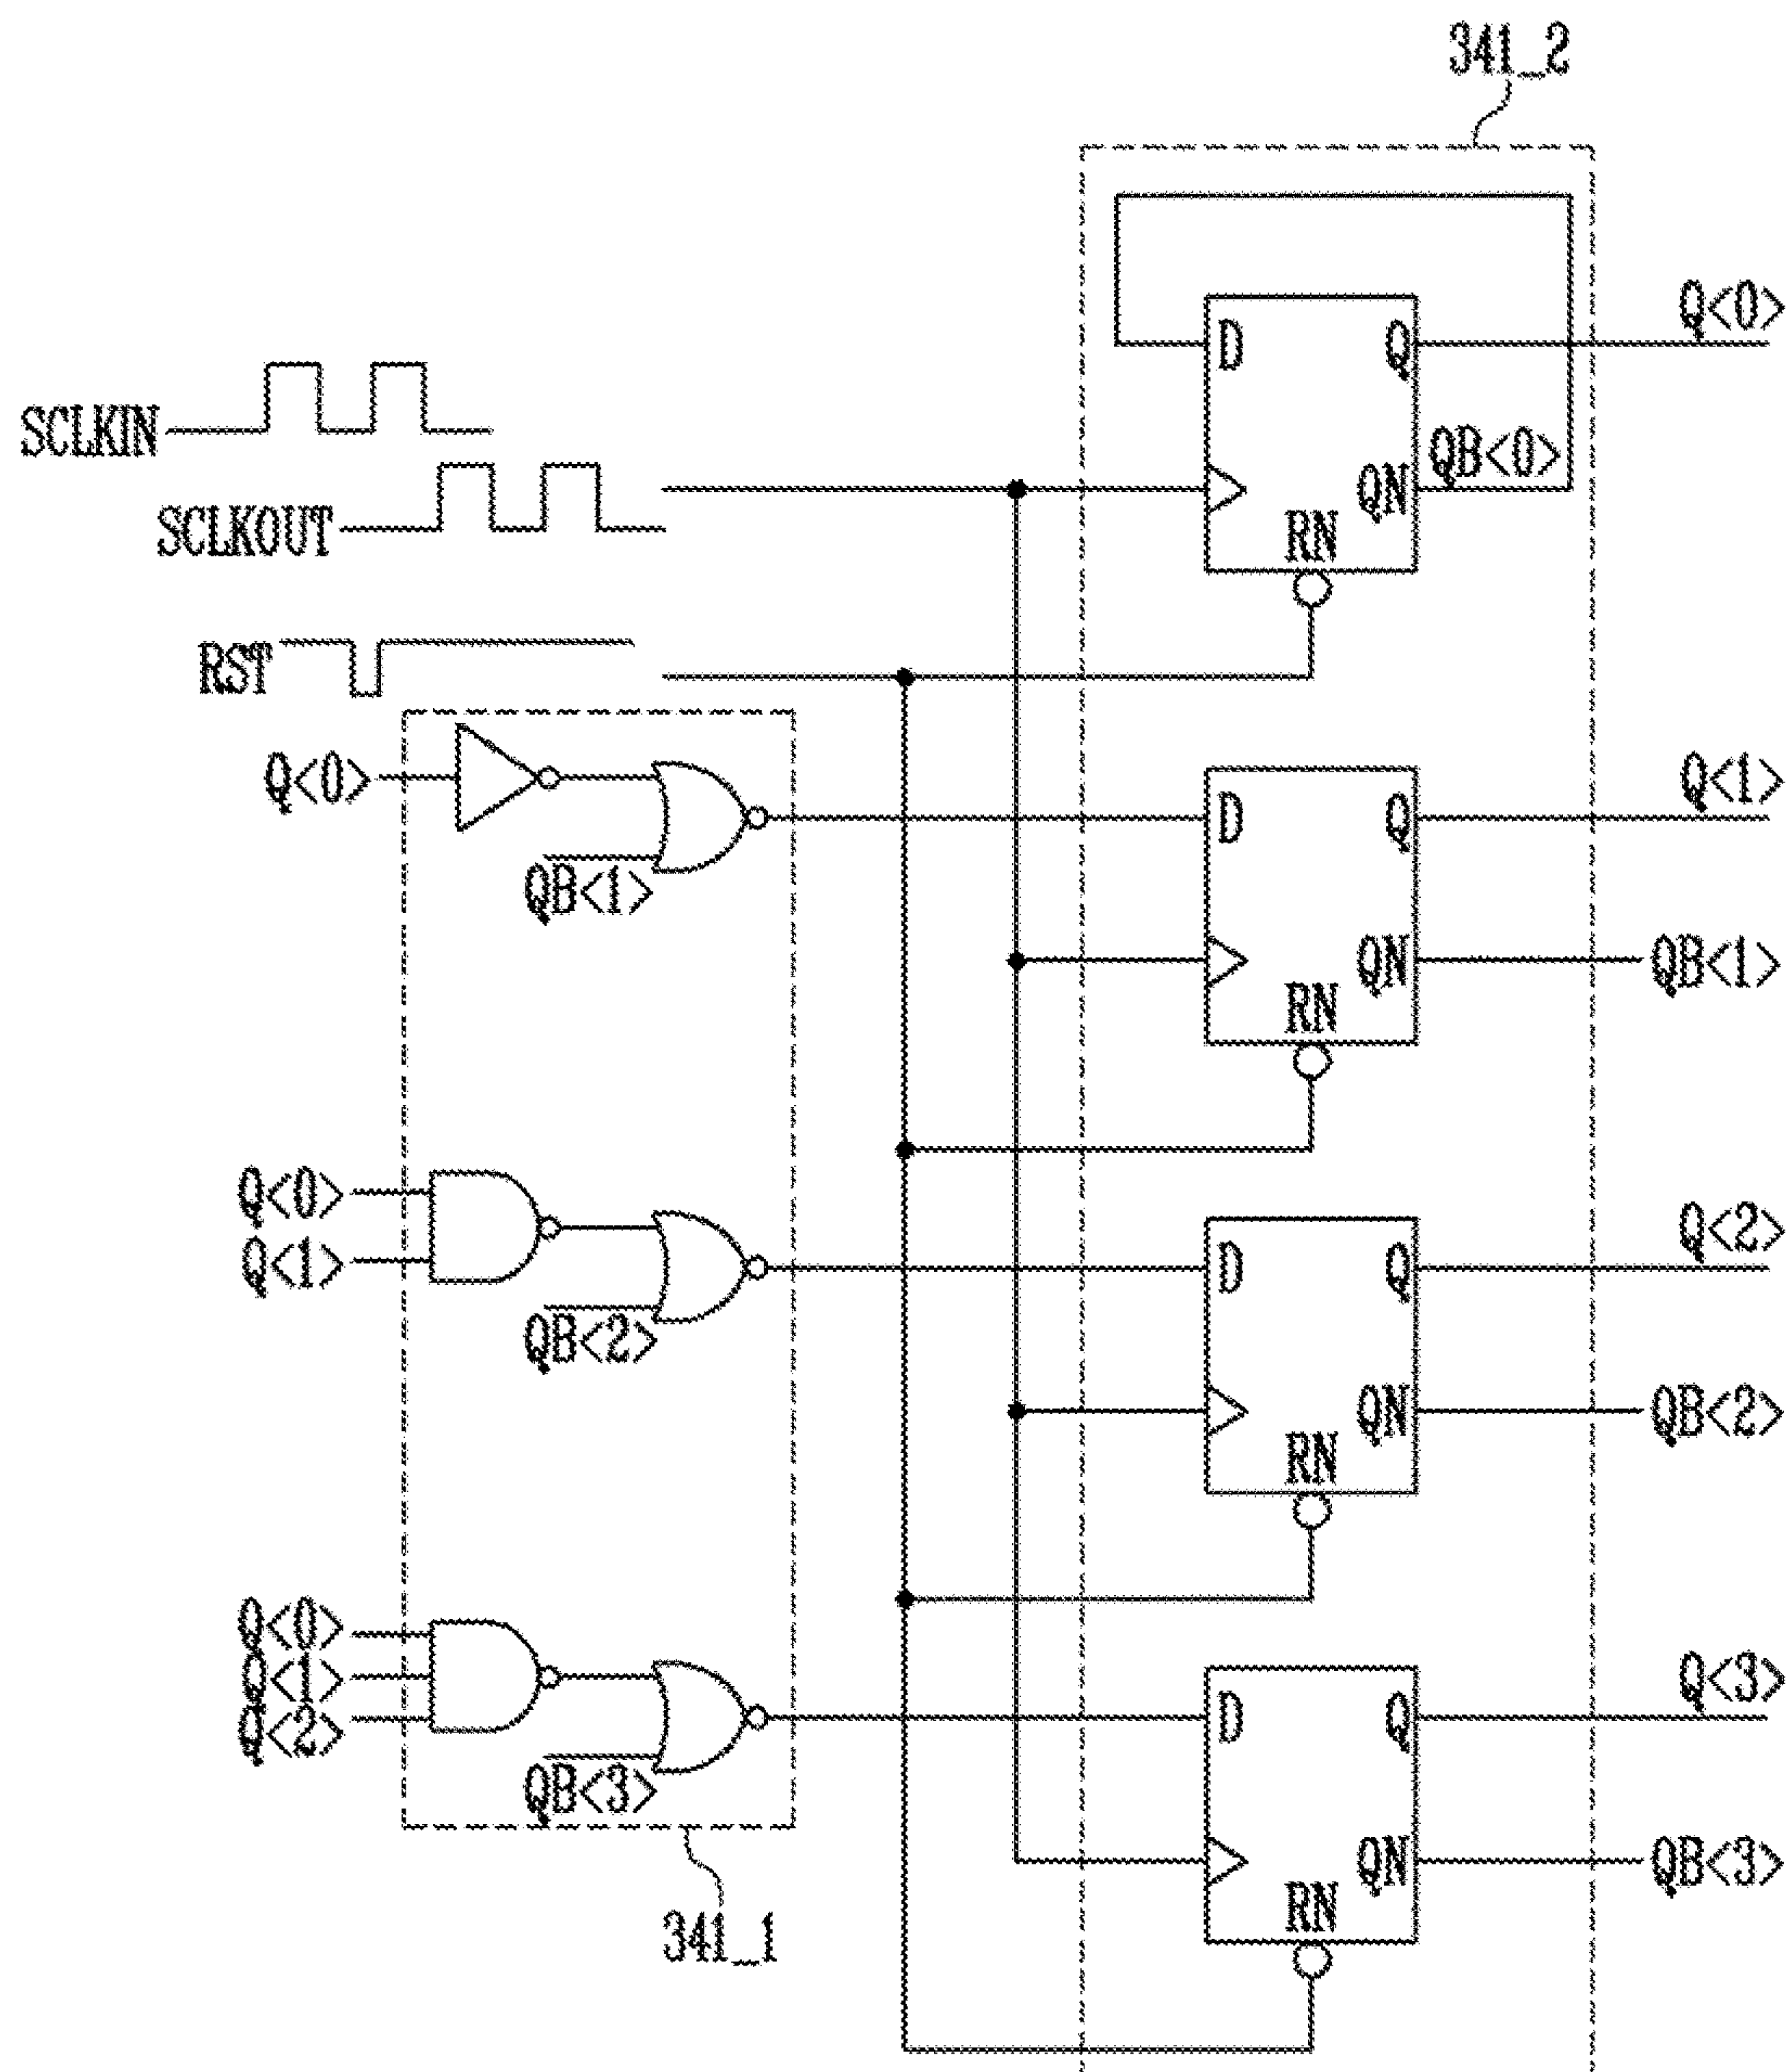 341_2
D
Q
Q<0>
SCLKIN
QB<0>
QN
SCLKOUT
RN
RST
Q<0>
QB<1>
D
Q
Q<1>
QN
QB<1>
RN
Q<0>
Q<1>
QB<2>
D
Q
Q<2>
QN
QB<2>
RN
Q<0>
Q<1>
Q<2>
QB<3>
D
Q
Q<3>
QN
QB<3>
RN
341_1